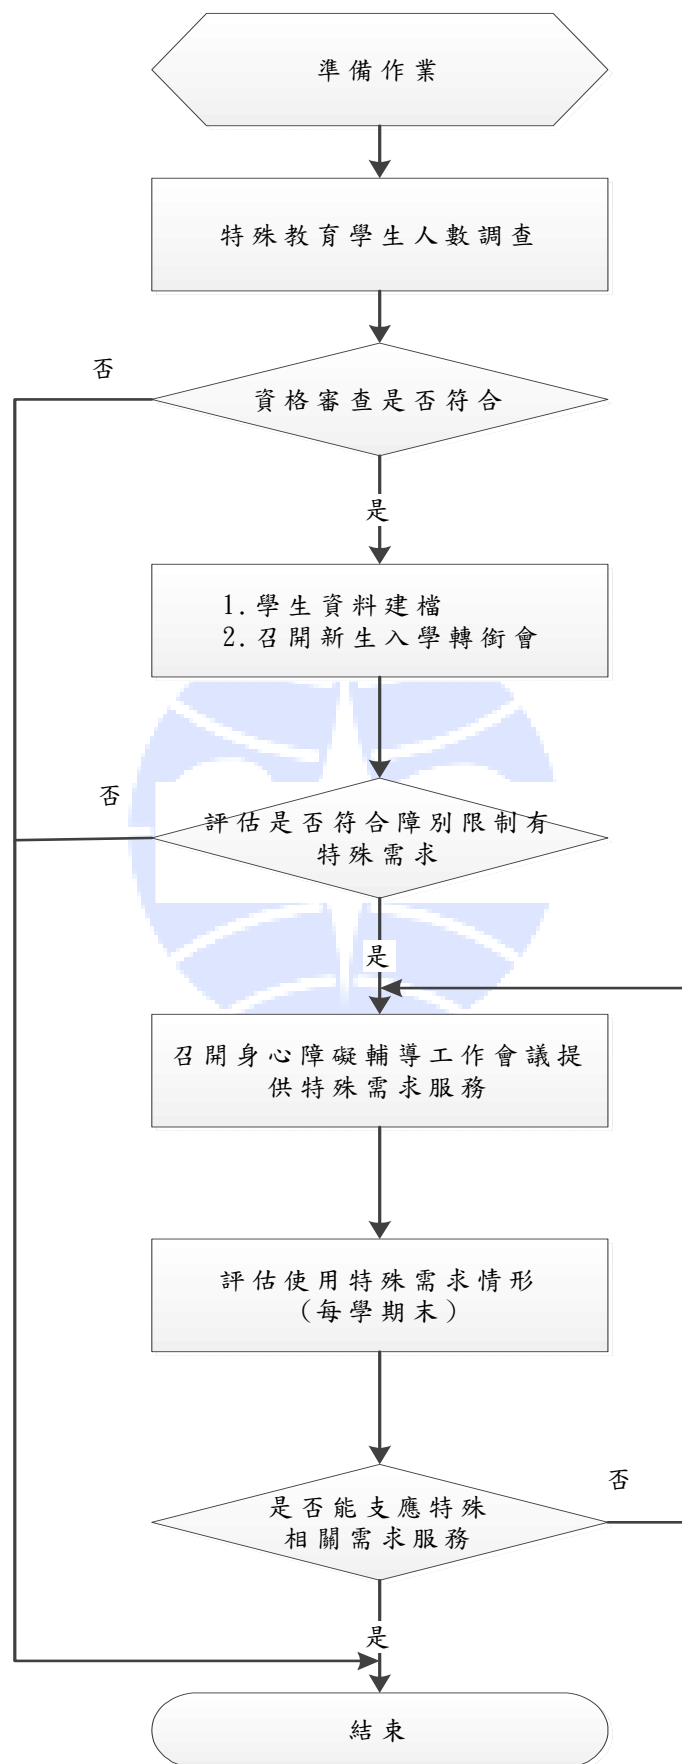 準備作業
特殊教育學生人數調查
否
資格審查是否符合
是
1.學生資料建檔
2.召開新生入學轉銜會
否
評估是否符合障別限制有
特殊需求
是
召開身心障礙輔導工作會議提
供特殊需求服務
評估使用特殊需求情形
(每學期末)
否
是否能支應特殊
相關需求服務
是
結束